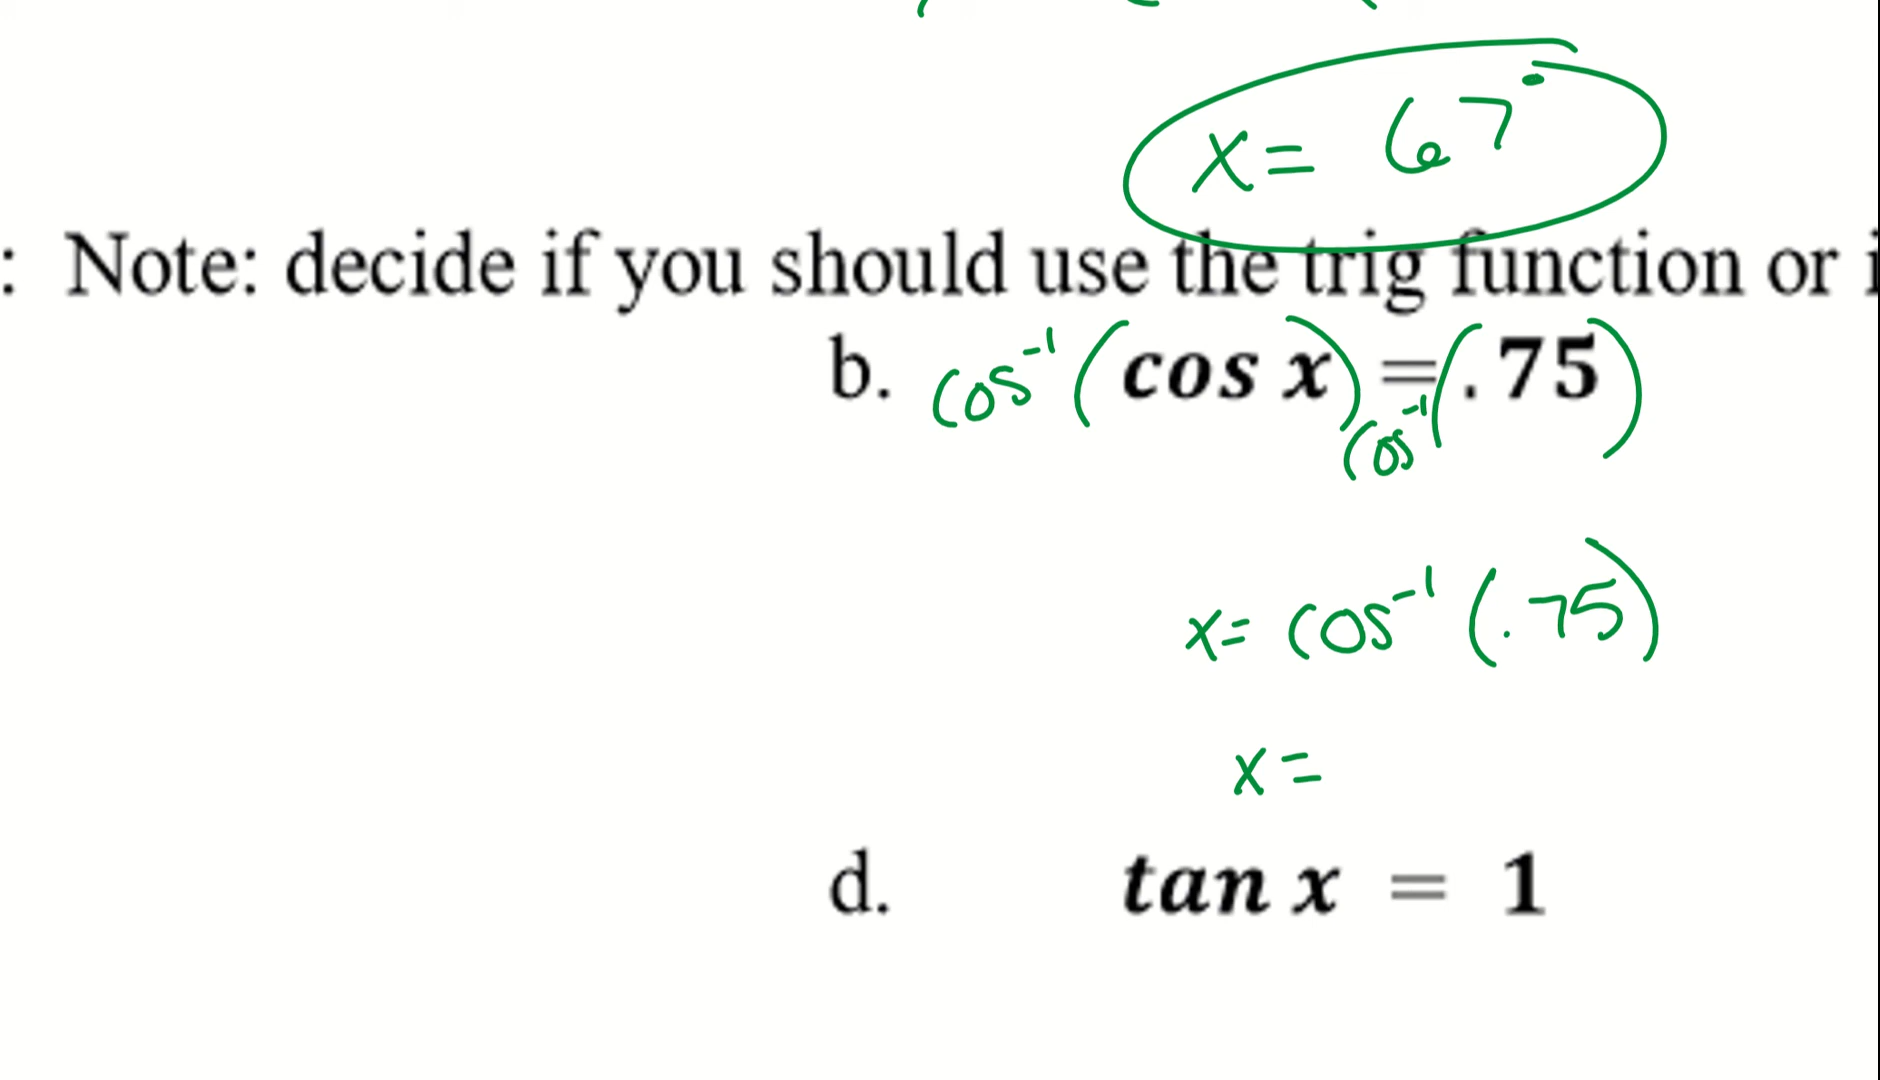 x = 67°
: Note: decide if you should use the trig function or i
b. cos⁻¹(cos x) = cos⁻¹(.75)
x = cos⁻¹(.75)
x =
d. tan x = 1